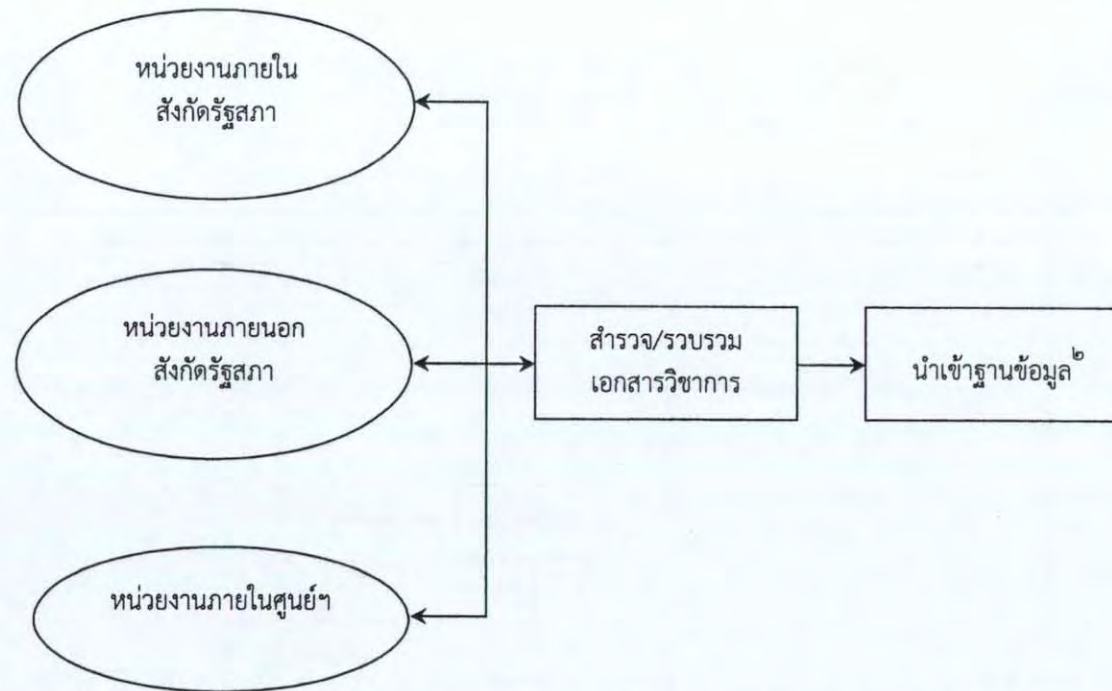 หน่วยงานภายใน
สังกัดรัฐสภา
หน่วยงานภายนอก
สังกัดรัฐสภา
สำรวจ/รวบรวม
เอกสารวิชาการ
นำเข้าฐานข้อมูล๒
หน่วยงานภายในศูนย์ฯ